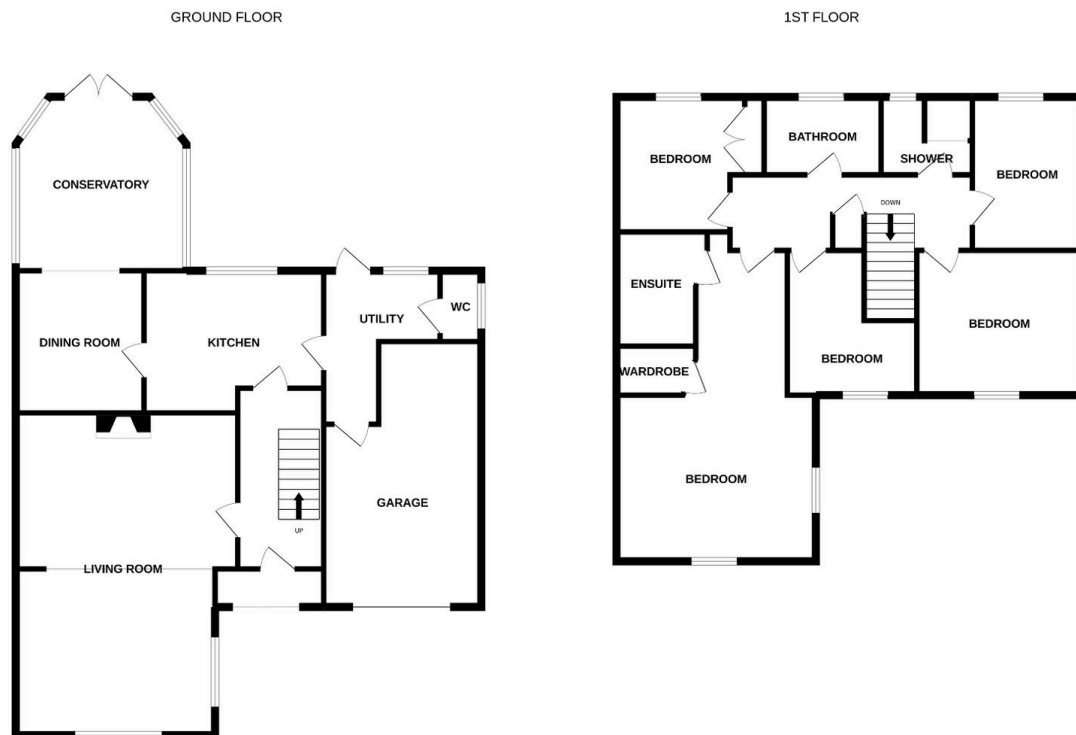 GROUND FLOOR
CONSERVATORY
DINING ROOM
KITCHEN
UTILITY
WC
GARAGE
UP
LIVING ROOM
1ST FLOOR
BEDROOM
BATHROOM
SHOWER
BEDROOM
DOWN
ENSUITE
BEDROOM
BEDROOM
WARDROBE
BEDROOM